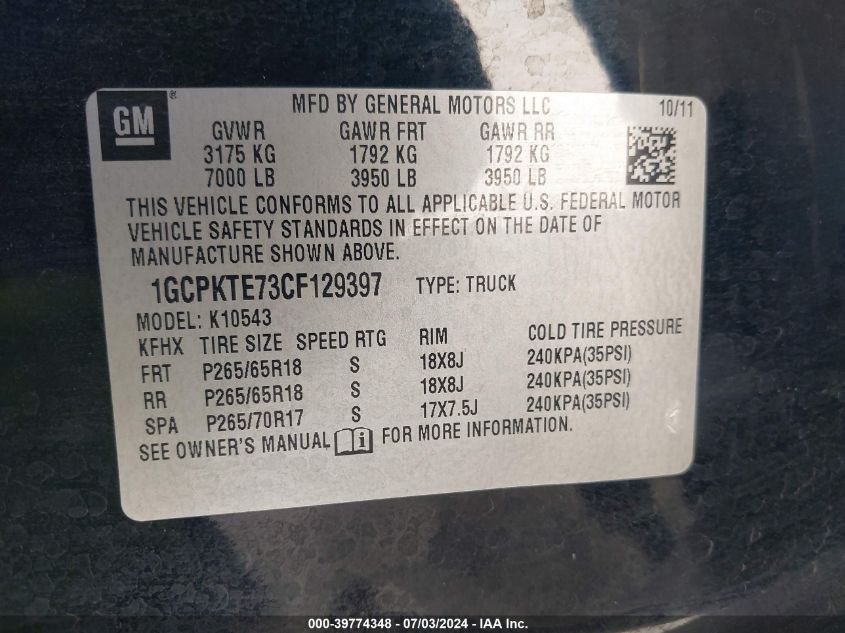 GM ®
MFD BY GENERAL MOTORS LLC 10/11
GVWR GAWR FRT GAWR RR
3175 KG 1792 KG 1792 KG
7000 LB 3950 LB 3950 LB
THIS VEHICLE CONFORMS TO ALL APPLICABLE U.S. FEDERAL MOTOR
VEHICLE SAFETY STANDARDS IN EFFECT ON THE DATE OF
MANUFACTURE SHOWN ABOVE.
1GCPKTE73CF129397 TYPE: TRUCK
MODEL: K10543
KFHX TIRE SIZE SPEED RTG RIM COLD TIRE PRESSURE
FRT P265/65R18 S 18X8J 240KPA(35PSI)
RR P265/65R18 S 18X8J 240KPA(35PSI)
SPA P265/70R17 S 17X7.5J 240KPA(35PSI)
SEE OWNER'S MANUAL i FOR MORE INFORMATION.
000-39774348 - 07/03/2024 - IAA Inc.